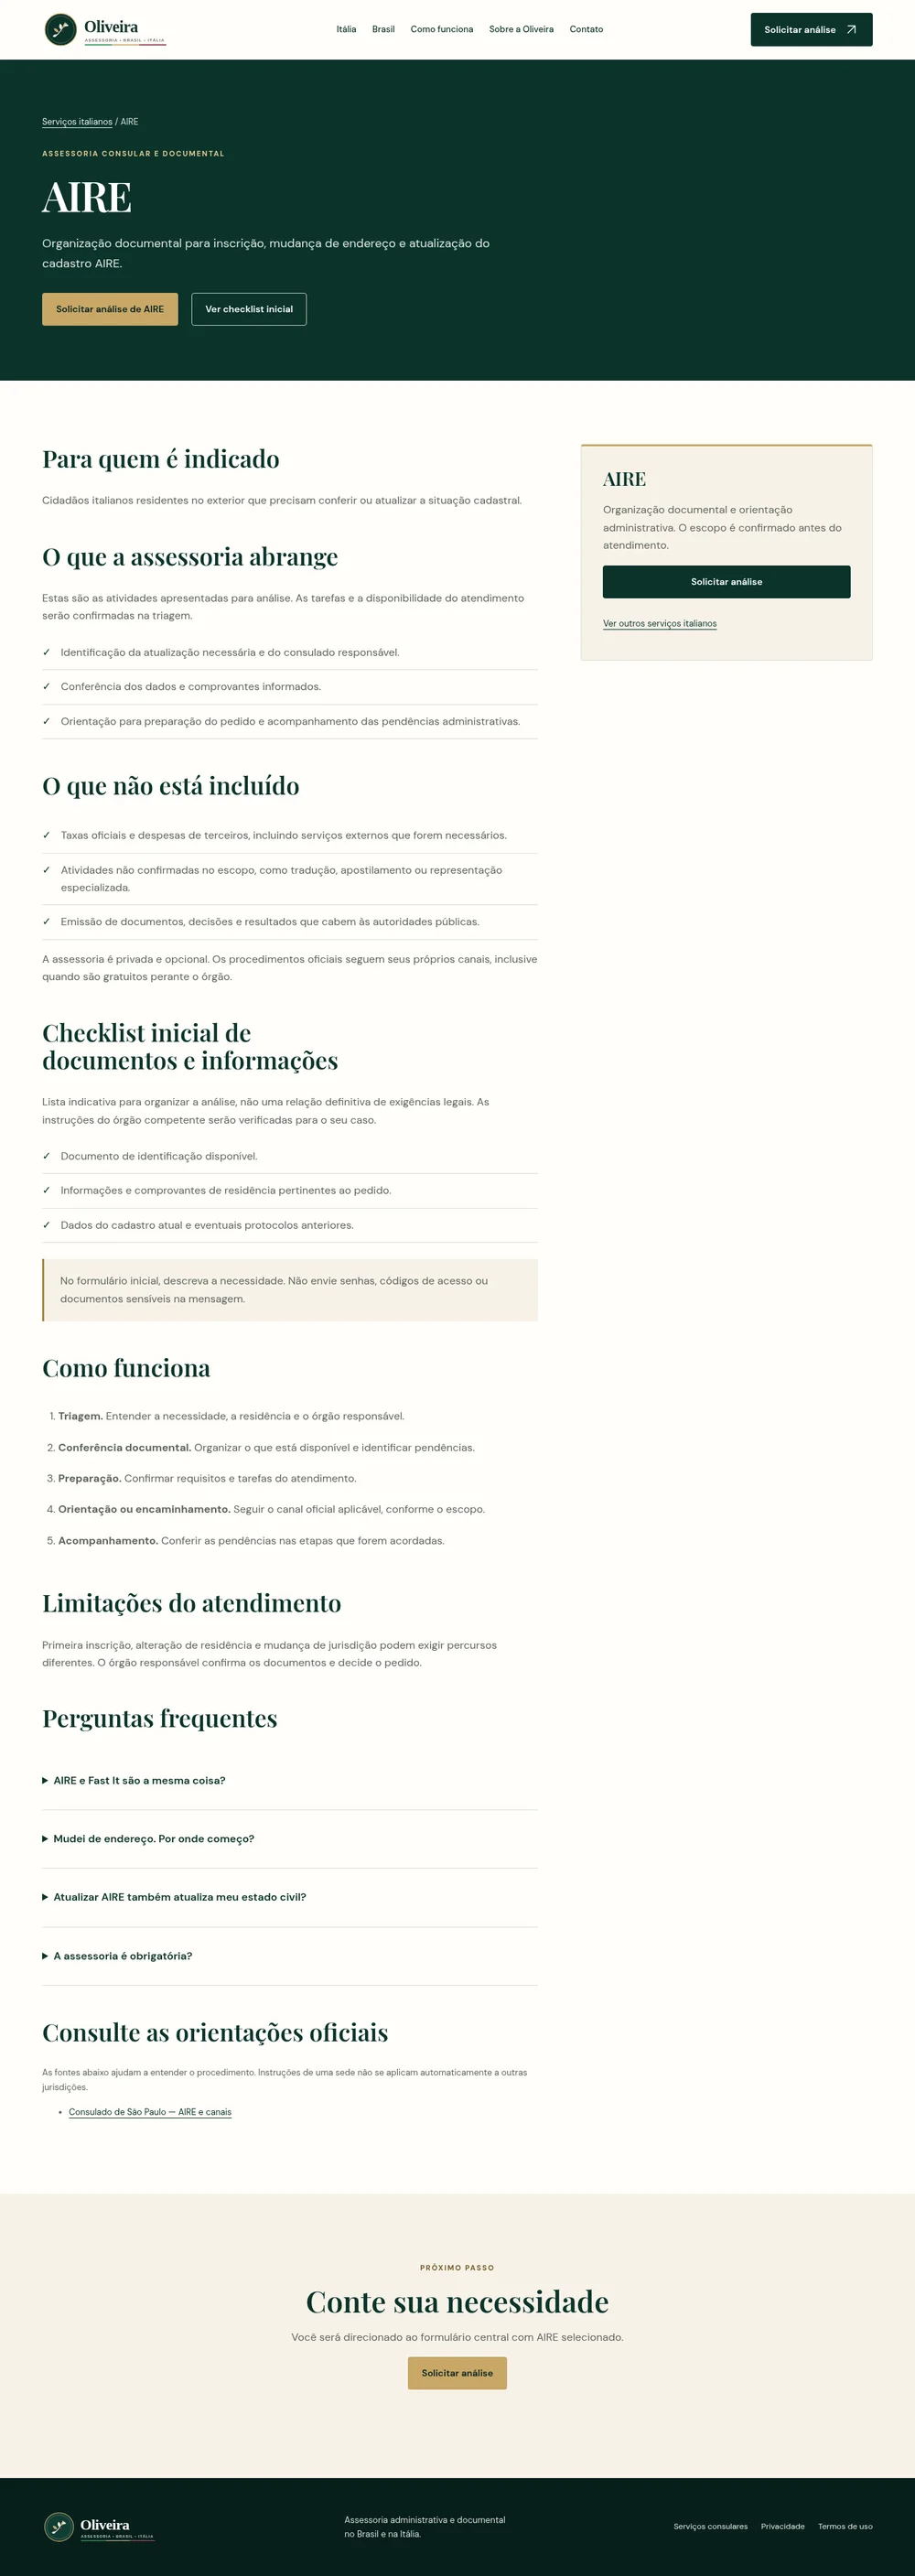 Oliveira
ASSESSORIA • BRASIL • ITÁLIA
Itália
Brasil
Como funciona
Sobre a Oliveira
Contato
Solicitar análise
Serviços italianos / AIRE
ASSESSORIA CONSULAR E DOCUMENTAL
AIRE
Organização documental para inscrição, mudança de endereço e atualização do
cadastro AIRE.
Solicitar análise de AIRE
Ver checklist inicial
Para quem é indicado
Cidadãos italianos residentes no exterior que precisam conferir ou atualizar a situação cadastral.
O que a assessoria abrange
Estas são as atividades apresentadas para análise. As tarefas e a disponibilidade do atendimento
serão confirmadas na triagem.
✓ Identificação da atualização necessária e do consulado responsável.
✓ Conferência dos dados e comprovantes informados.
✓ Orientação para preparação do pedido e acompanhamento das pendências administrativas.
O que não está incluído
✓ Taxas oficiais e despesas de terceiros, incluindo serviços externos que forem necessários.
✓ Atividades não confirmadas no escopo, como tradução, apostilamento ou representação
especializada.
✓ Emissão de documentos, decisões e resultados que cabem às autoridades públicas.
A assessoria é privada e opcional. Os procedimentos oficiais seguem seus próprios canais, inclusive
quando são gratuitos perante o órgão.
Checklist inicial de
documentos e informações
Lista indicativa para organizar a análise, não uma relação definitiva de exigências legais. As
instruções do órgão competente serão verificadas para o seu caso.
✓ Documento de identificação disponível.
✓ Informações e comprovantes de residência pertinentes ao pedido.
✓ Dados do cadastro atual e eventuais protocolos anteriores.
No formulário inicial, descreva a necessidade. Não envie senhas, códigos de acesso ou
documentos sensíveis na mensagem.
Como funciona
1. Triagem. Entender a necessidade, a residência e o órgão responsável.
2. Conferência documental. Organizar o que está disponível e identificar pendências.
3. Preparação. Confirmar requisitos e tarefas do atendimento.
4. Orientação ou encaminhamento. Seguir o canal oficial aplicável, conforme o escopo.
5. Acompanhamento. Conferir as pendências nas etapas que forem acordadas.
Limitações do atendimento
Primeira inscrição, alteração de residência e mudança de jurisdição podem exigir percursos
diferentes. O órgão responsável confirma os documentos e decide o pedido.
Perguntas frequentes
▶ AIRE e Fast It são a mesma coisa?
▶ Mudei de endereço. Por onde começo?
▶ Atualizar AIRE também atualiza meu estado civil?
▶ A assessoria é obrigatória?
Consulte as orientações oficiais
As fontes abaixo ajudam a entender o procedimento. Instruções de uma sede não se aplicam automaticamente a outras
jurisdições.
• Consulado de São Paulo — AIRE e canais
AIRE
Organização documental e orientação
administrativa. O escopo é confirmado antes do
atendimento.
Solicitar análise
Ver outros serviços italianos
PRÓXIMO PASSO
Conte sua necessidade
Você será direcionado ao formulário central com AIRE selecionado.
Solicitar análise
Oliveira
ASSESSORIA • BRASIL • ITÁLIA
Assessoria administrativa e documental
no Brasil e na Itália.
Serviços consulares
Privacidade
Termos de uso